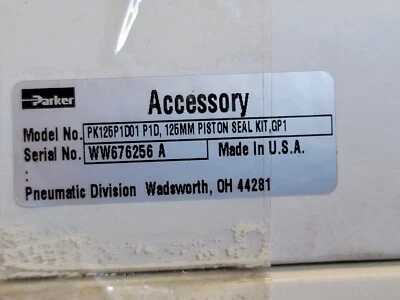 Parker
Accessory
Model No. PK125P1D01 P1D, 125MM PISTON SEAL KIT,GP1
Serial No. WW676256 A Made In U.S.A.
:
Pneumatic Division Wadsworth, OH 44281